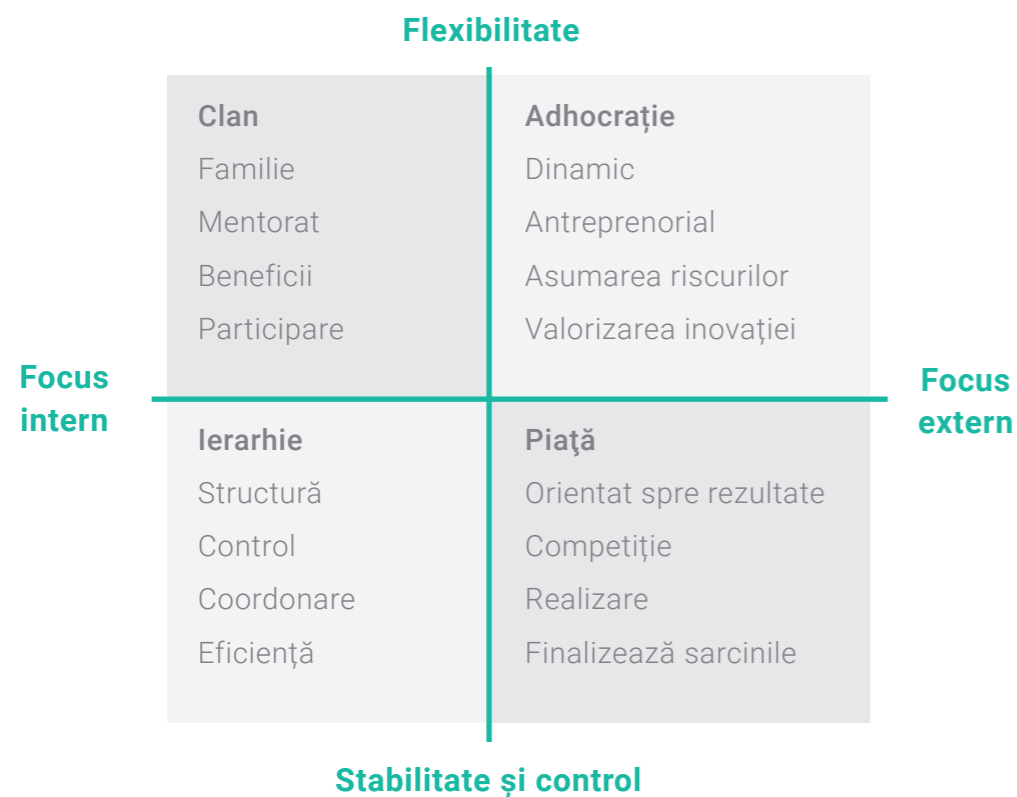 Flexibilitate
Clan
Familie
Mentorat
Beneficii
Participare
Adhocrație
Dinamic
Antreprenorial
Asumarea riscurilor
Valorizarea inovației
Focus
intern
Focus
extern
Ierarhie
Structură
Control
Coordonare
Eficiență
Piaţă
Orientat spre rezultate
Competiție
Realizare
Finalizează sarcinile
Stabilitate și control